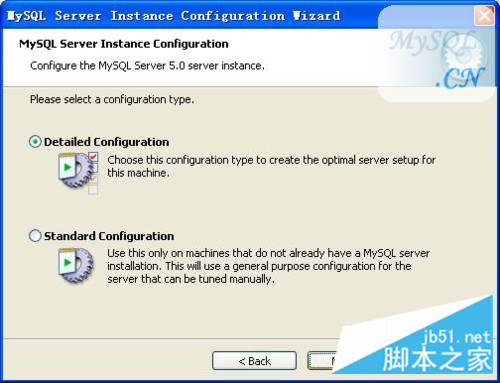 MySQL Server Instance Configuration Wizard
MySQL Server Instance Configuration
Configure the MySQL Server 5.0 server instance.
MySQL
.CN
Please select a configuration type.
Detailed Configuration
Choose this configuration type to create the optimal server setup for
this machine.
Standard Configuration
Use this only on machines that do not already have a MySQL server
installation. This will use a general purpose configuration for the
server that can be tuned manually.
< Back
jb51.net
脚本之家